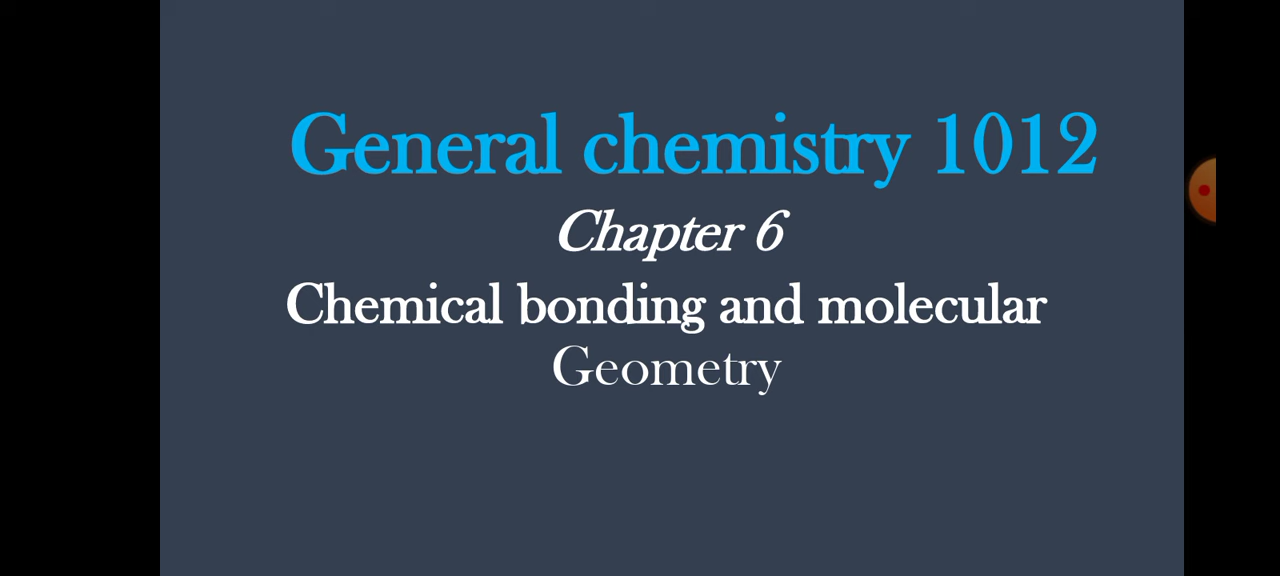 General chemistry 1012
Chapter 6
Chemical bonding and molecular
Geometry